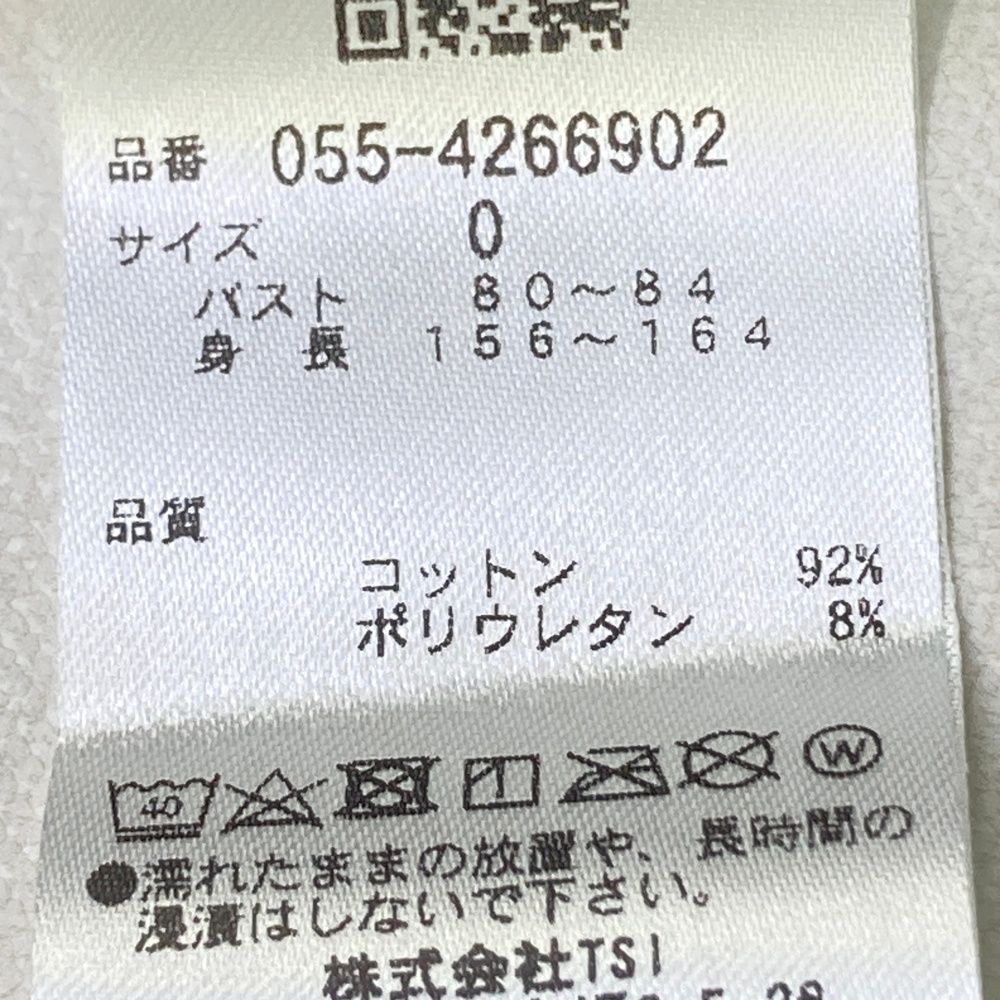 品番 055-4266902
サイズ 0
バスト 80～84
身長 156～164
品質
コットン 92%
ポリウレタン 8%
40
W
●濡れたままの放置や、長時間の
浸漬はしないで下さい。
株式会社TSI